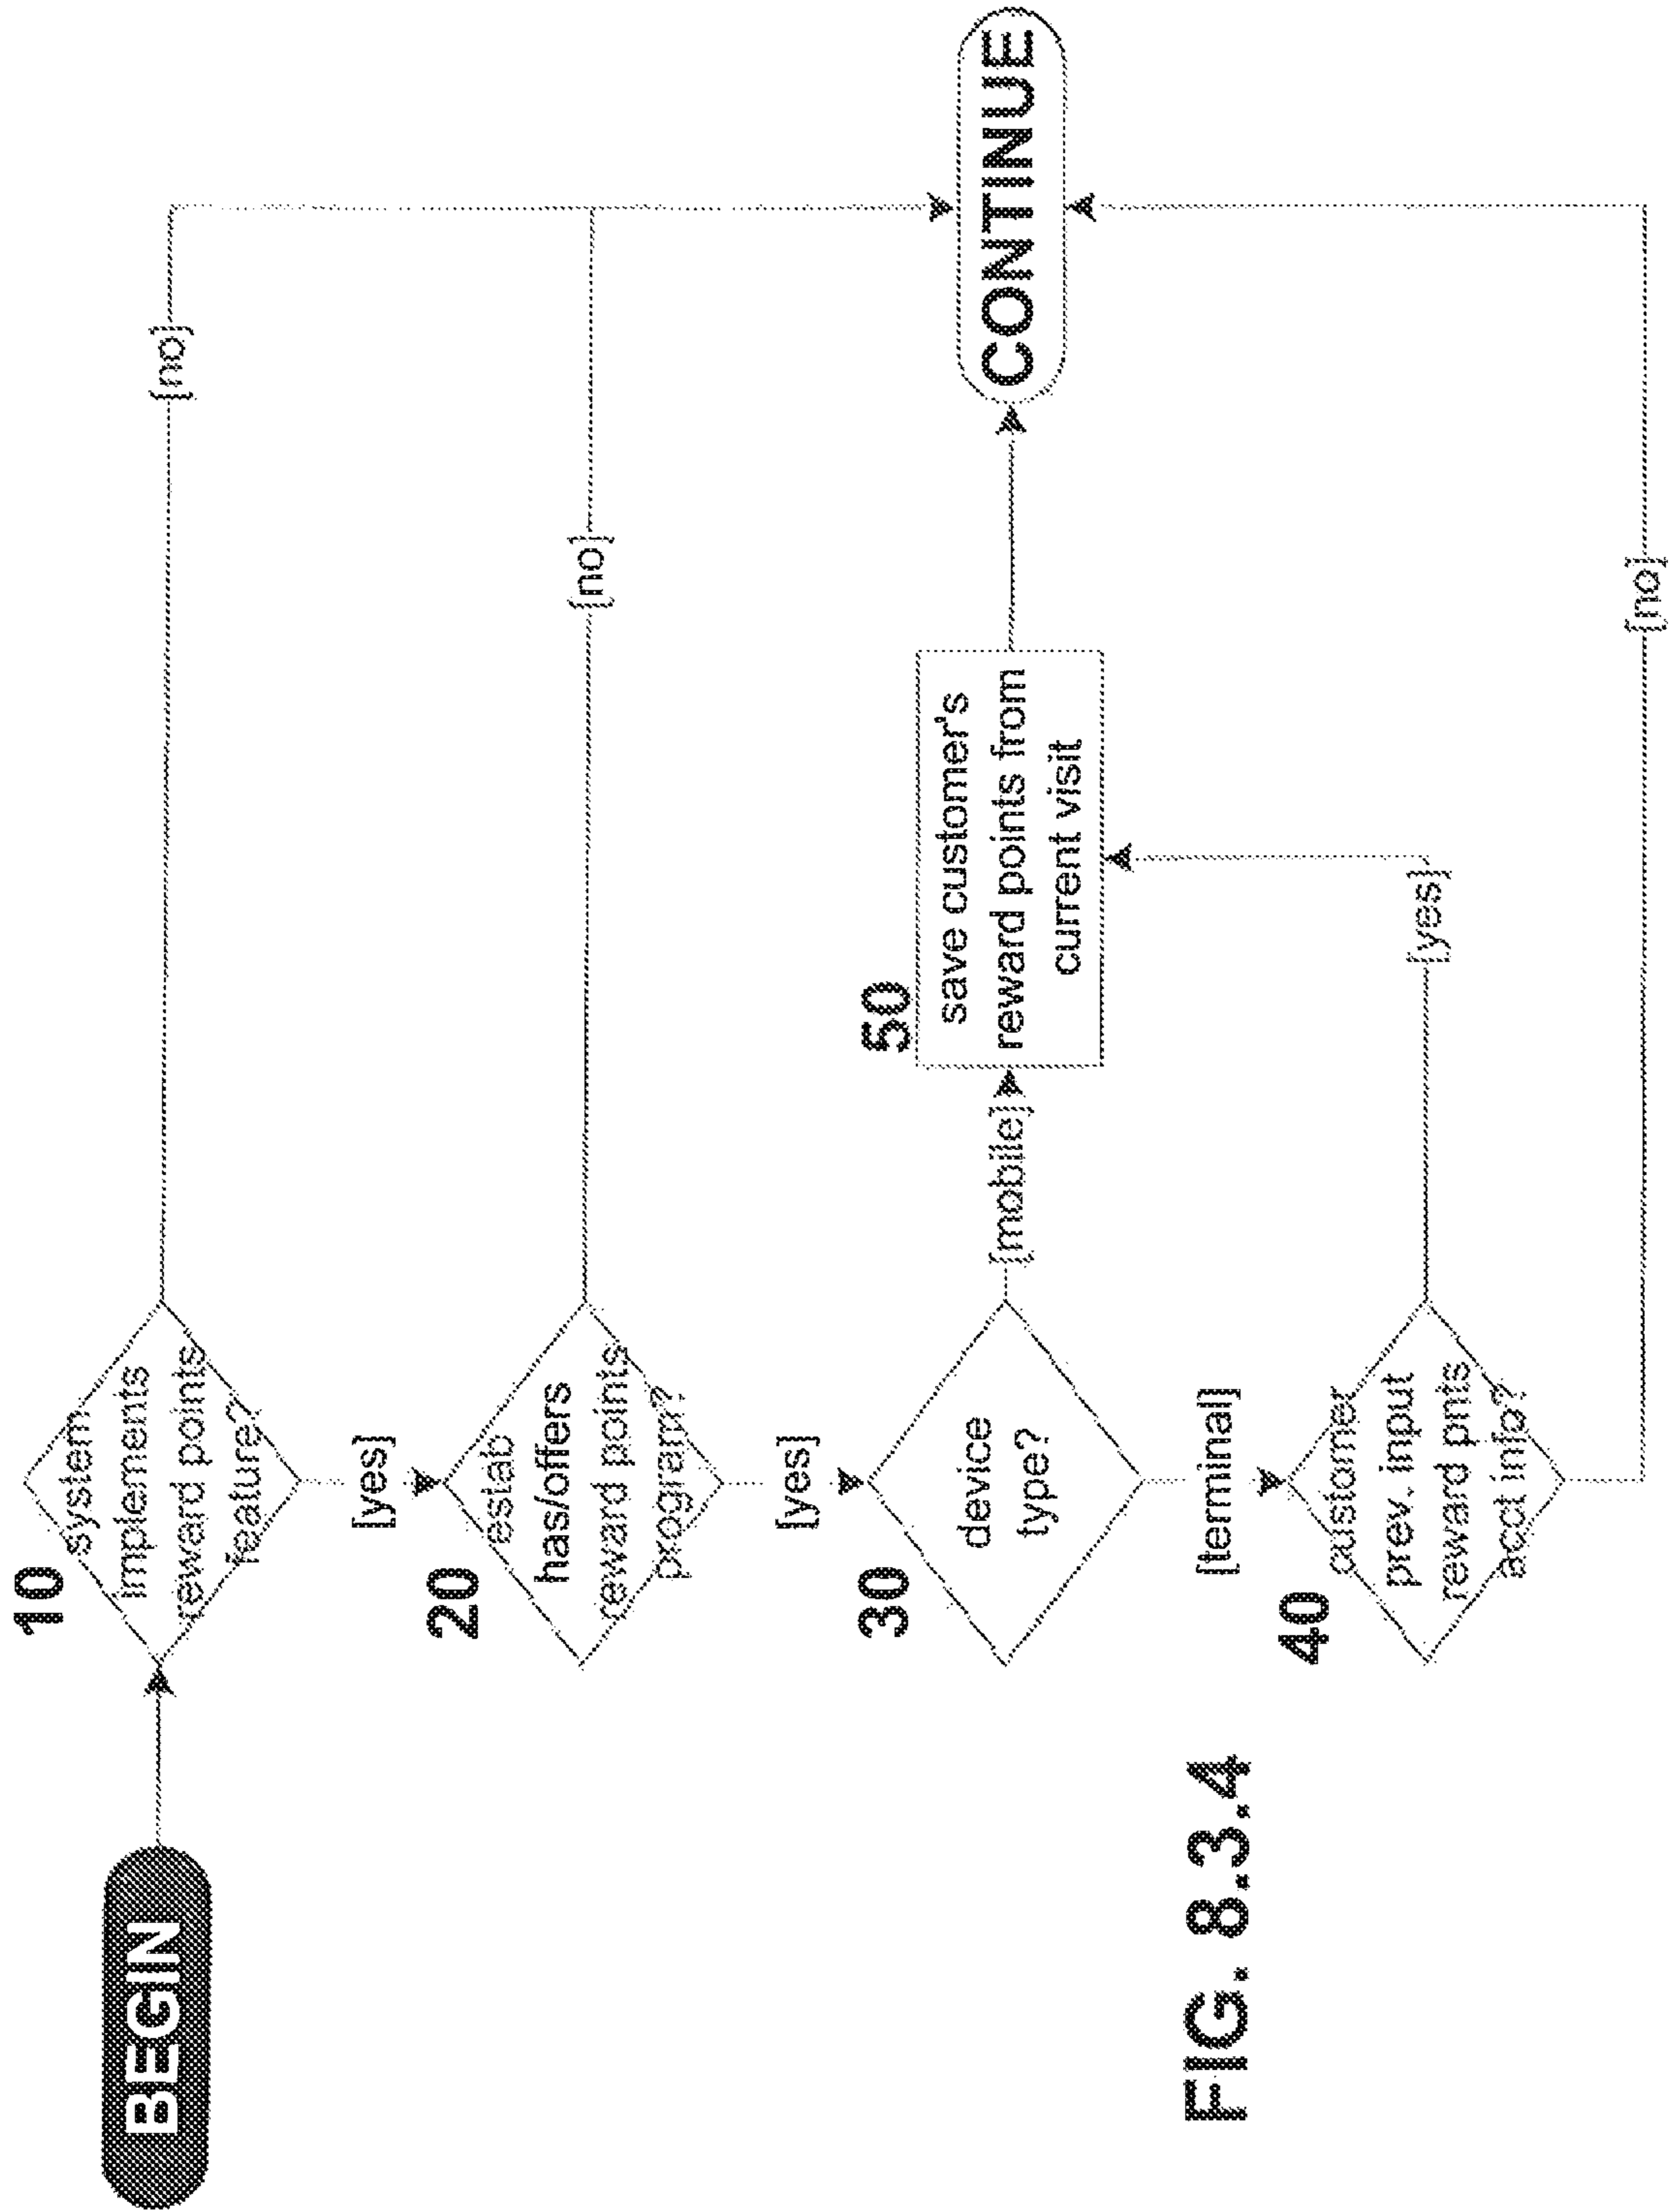 BEGIN
10
system
implements
reward points
feature?
[no]
[yes]
20
estab
has/offers
reward points
program?
[no]
[yes]
30
device
type?
[mobile]
50
save customer's
reward points from
current visit
CONTINUE
[terminal]
40
customer
prev. input
reward pnts
acct info?
[yes]
[no]
FIG. 8.3.4